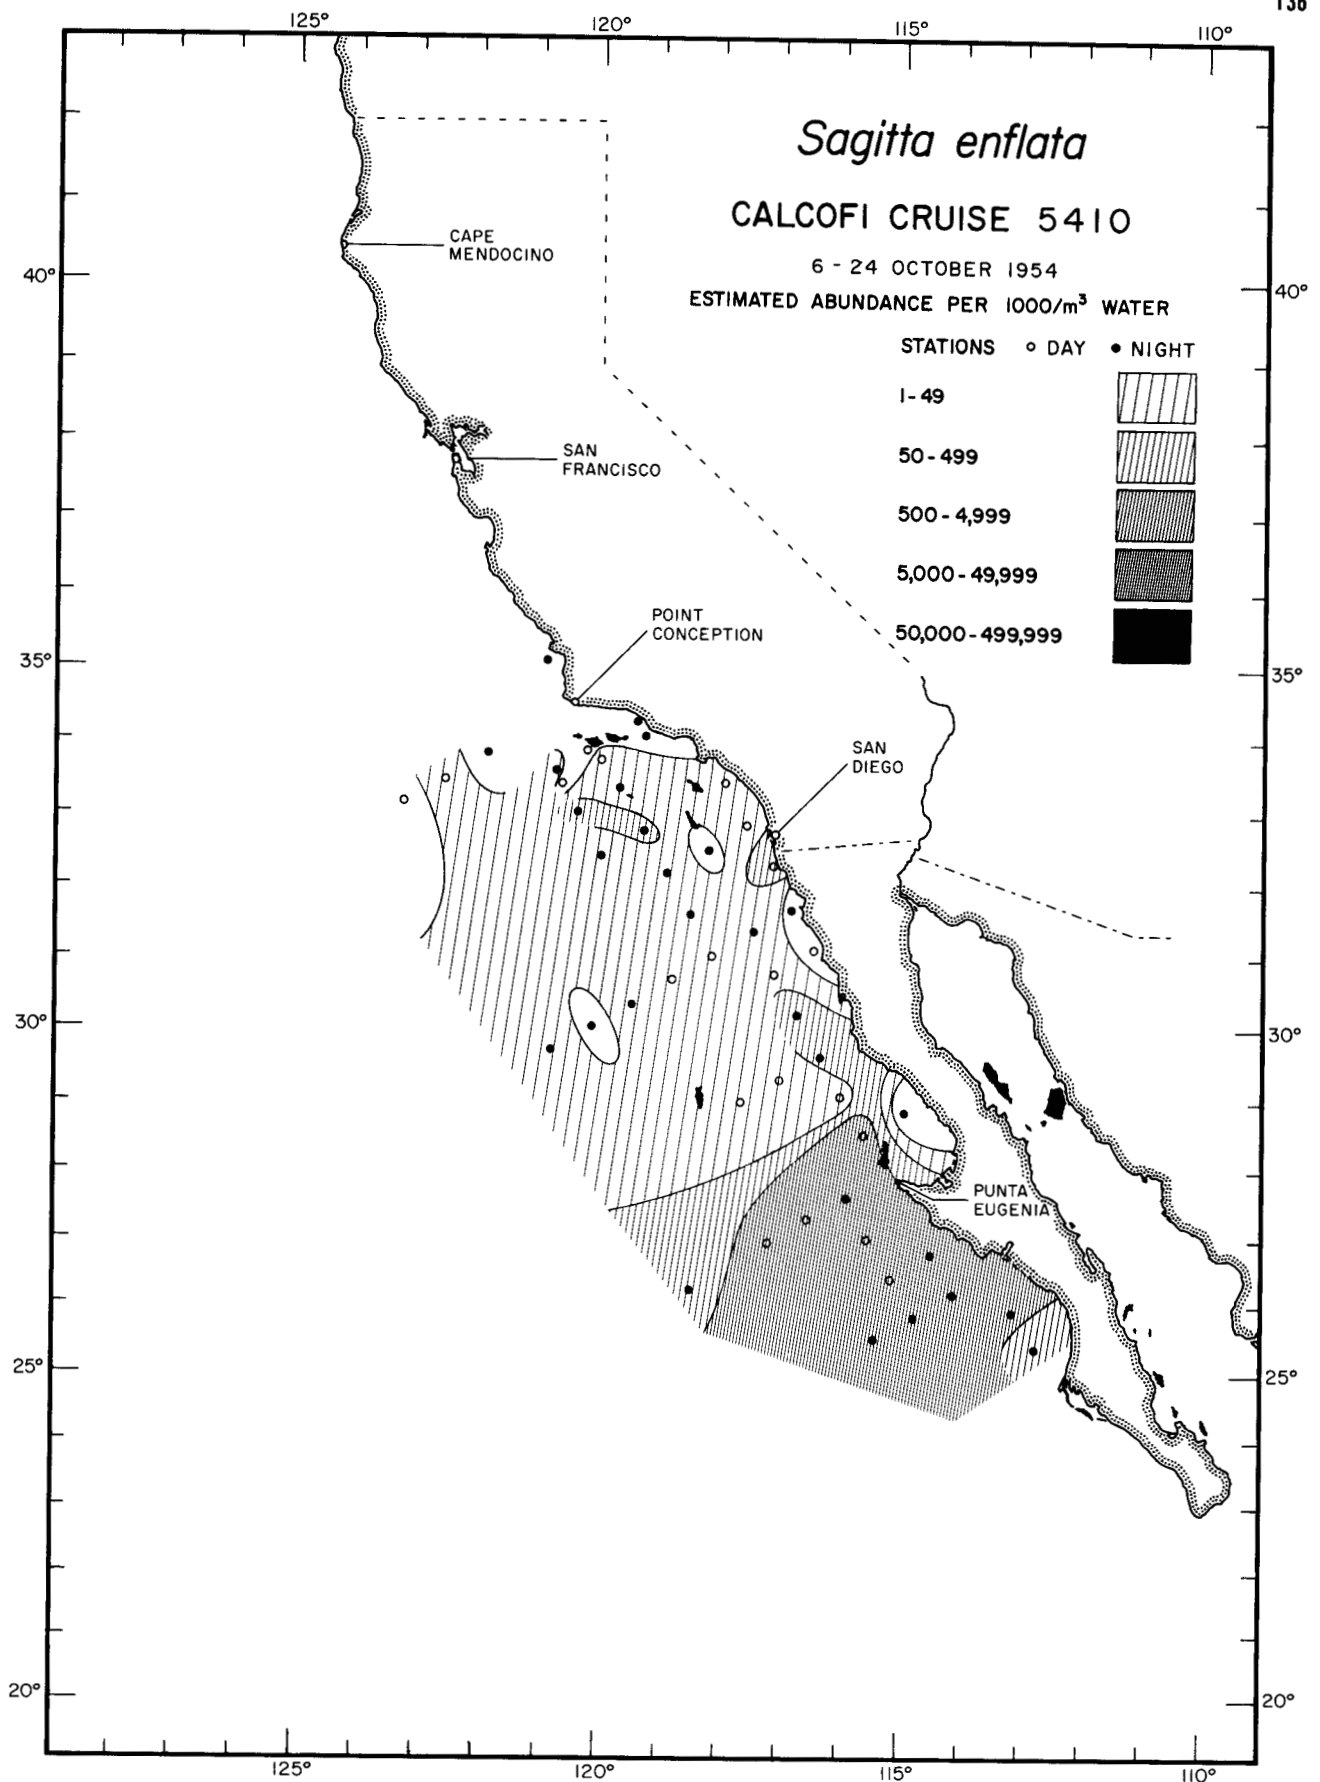 136
125° 120° 115° 110°
Sagitta enflata
CALCOFI CRUISE 5410
6 - 24 OCTOBER 1954
ESTIMATED ABUNDANCE PER 1000/m³ WATER
STATIONS ○ DAY ● NIGHT
1-49
50-499
500-4,999
5,000-49,999
50,000-499,999
CAPE
MENDOCINO
40° 40°
SAN
FRANCISCO
POINT
CONCEPTION
35° 35°
SAN
DIEGO
30° 30°
PUNTA
EUGENIA
25° 25°
20° 20°
125° 120° 115° 110°